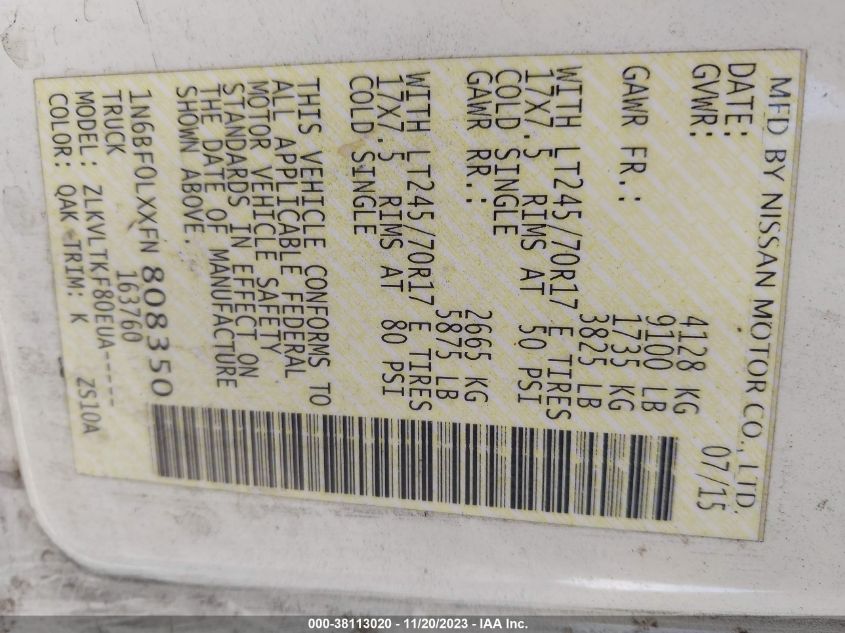 MFD BY NISSAN MOTOR CO., LTD.
DATE: 07/15
GVWR: 4128 KG
9100 LB
GAWR FR.: 1735 KG
3825 LB
WITH LT245/70R17 E TIRES
17X7.5 RIMS AT 50 PSI
COLD SINGLE
GAWR RR.: 2665 KG
5875 LB
WITH LT245/70R17 E TIRES
17X7.5 RIMS AT 80 PSI
COLD SINGLE
THIS VEHICLE CONFORMS TO
ALL APPLICABLE FEDERAL
MOTOR VEHICLE SAFETY
STANDARDS IN EFFECT ON
THE DATE OF MANUFACTURE
SHOWN ABOVE.
1N6BF0LXXFN 808350
TRUCK 163760
MODEL: ZLKVLTKF80EUA-----
COLOR: QAK TRIM: K ZS10A
000-38113020 - 11/20/2023 - IAA Inc.